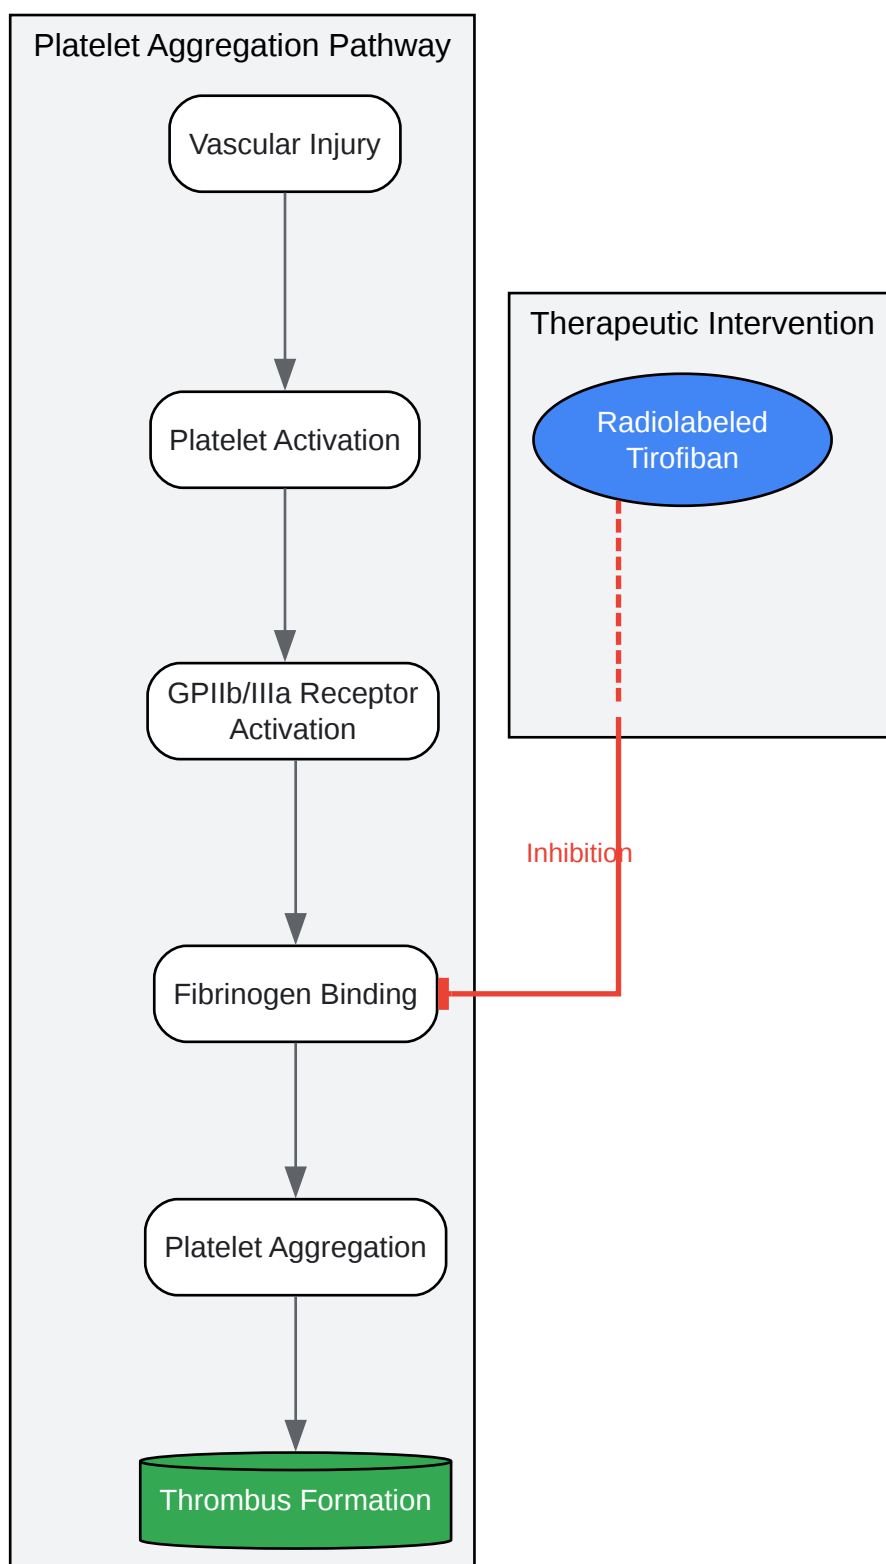 Platelet Aggregation Pathway
Vascular Injury
Platelet Activation
GPIIb/IIIa Receptor
Activation
Fibrinogen Binding
Platelet Aggregation
Thrombus Formation
Therapeutic Intervention
Radiolabeled
Tirofiban
Inhibition